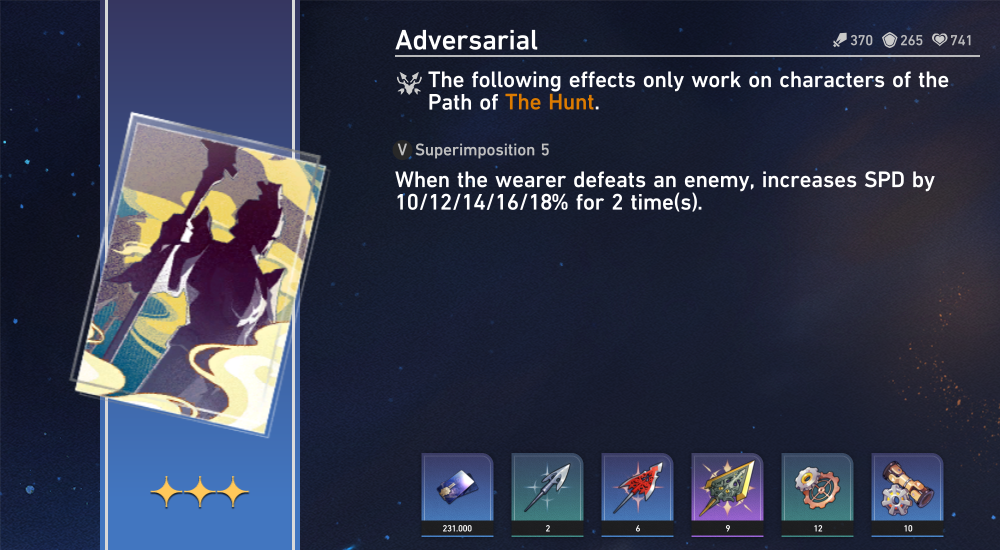 Adversarial
370 265 741
The following effects only work on characters of the
Path of The Hunt.
V Superimposition 5
When the wearer defeats an enemy, increases SPD by
10/12/14/16/18% for 2 time(s).
231.000 2 6 9 12 10